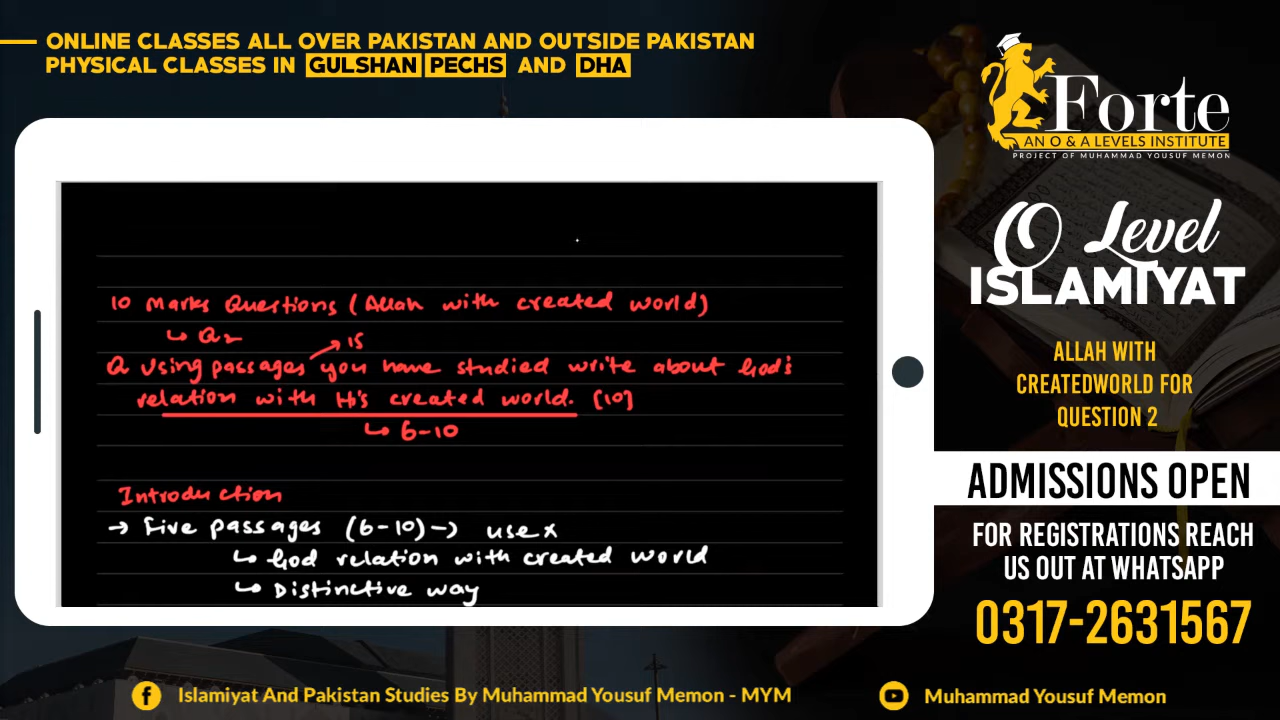 ONLINE CLASSES ALL OVER PAKISTAN AND OUTSIDE PAKISTAN
PHYSICAL CLASSES IN GULSHAN PECHS AND DHA
Forte
AN O & A LEVELS INSTITUTE
PROJECT OF MUHAMMAD YOUSUF MEMON
O Level
ISLAMIYAT
ALLAH WITH
CREATEDWORLD FOR
QUESTION 2
ADMISSIONS OPEN
FOR REGISTRATIONS REACH
US OUT AT WHATSAPP
0317-2631567
10 Marks Questions (Allah with created world)
↳ Q2
→ 15
Q Using passages you have studied write about God's
relation with His created world. [10]
↳ 6-10
Introduction
→ Five passages (6-10) → use x
↳ God relation with created world
↳ Distinctive way
Islamiyat And Pakistan Studies By Muhammad Yousuf Memon - MYM
Muhammad Yousuf Memon